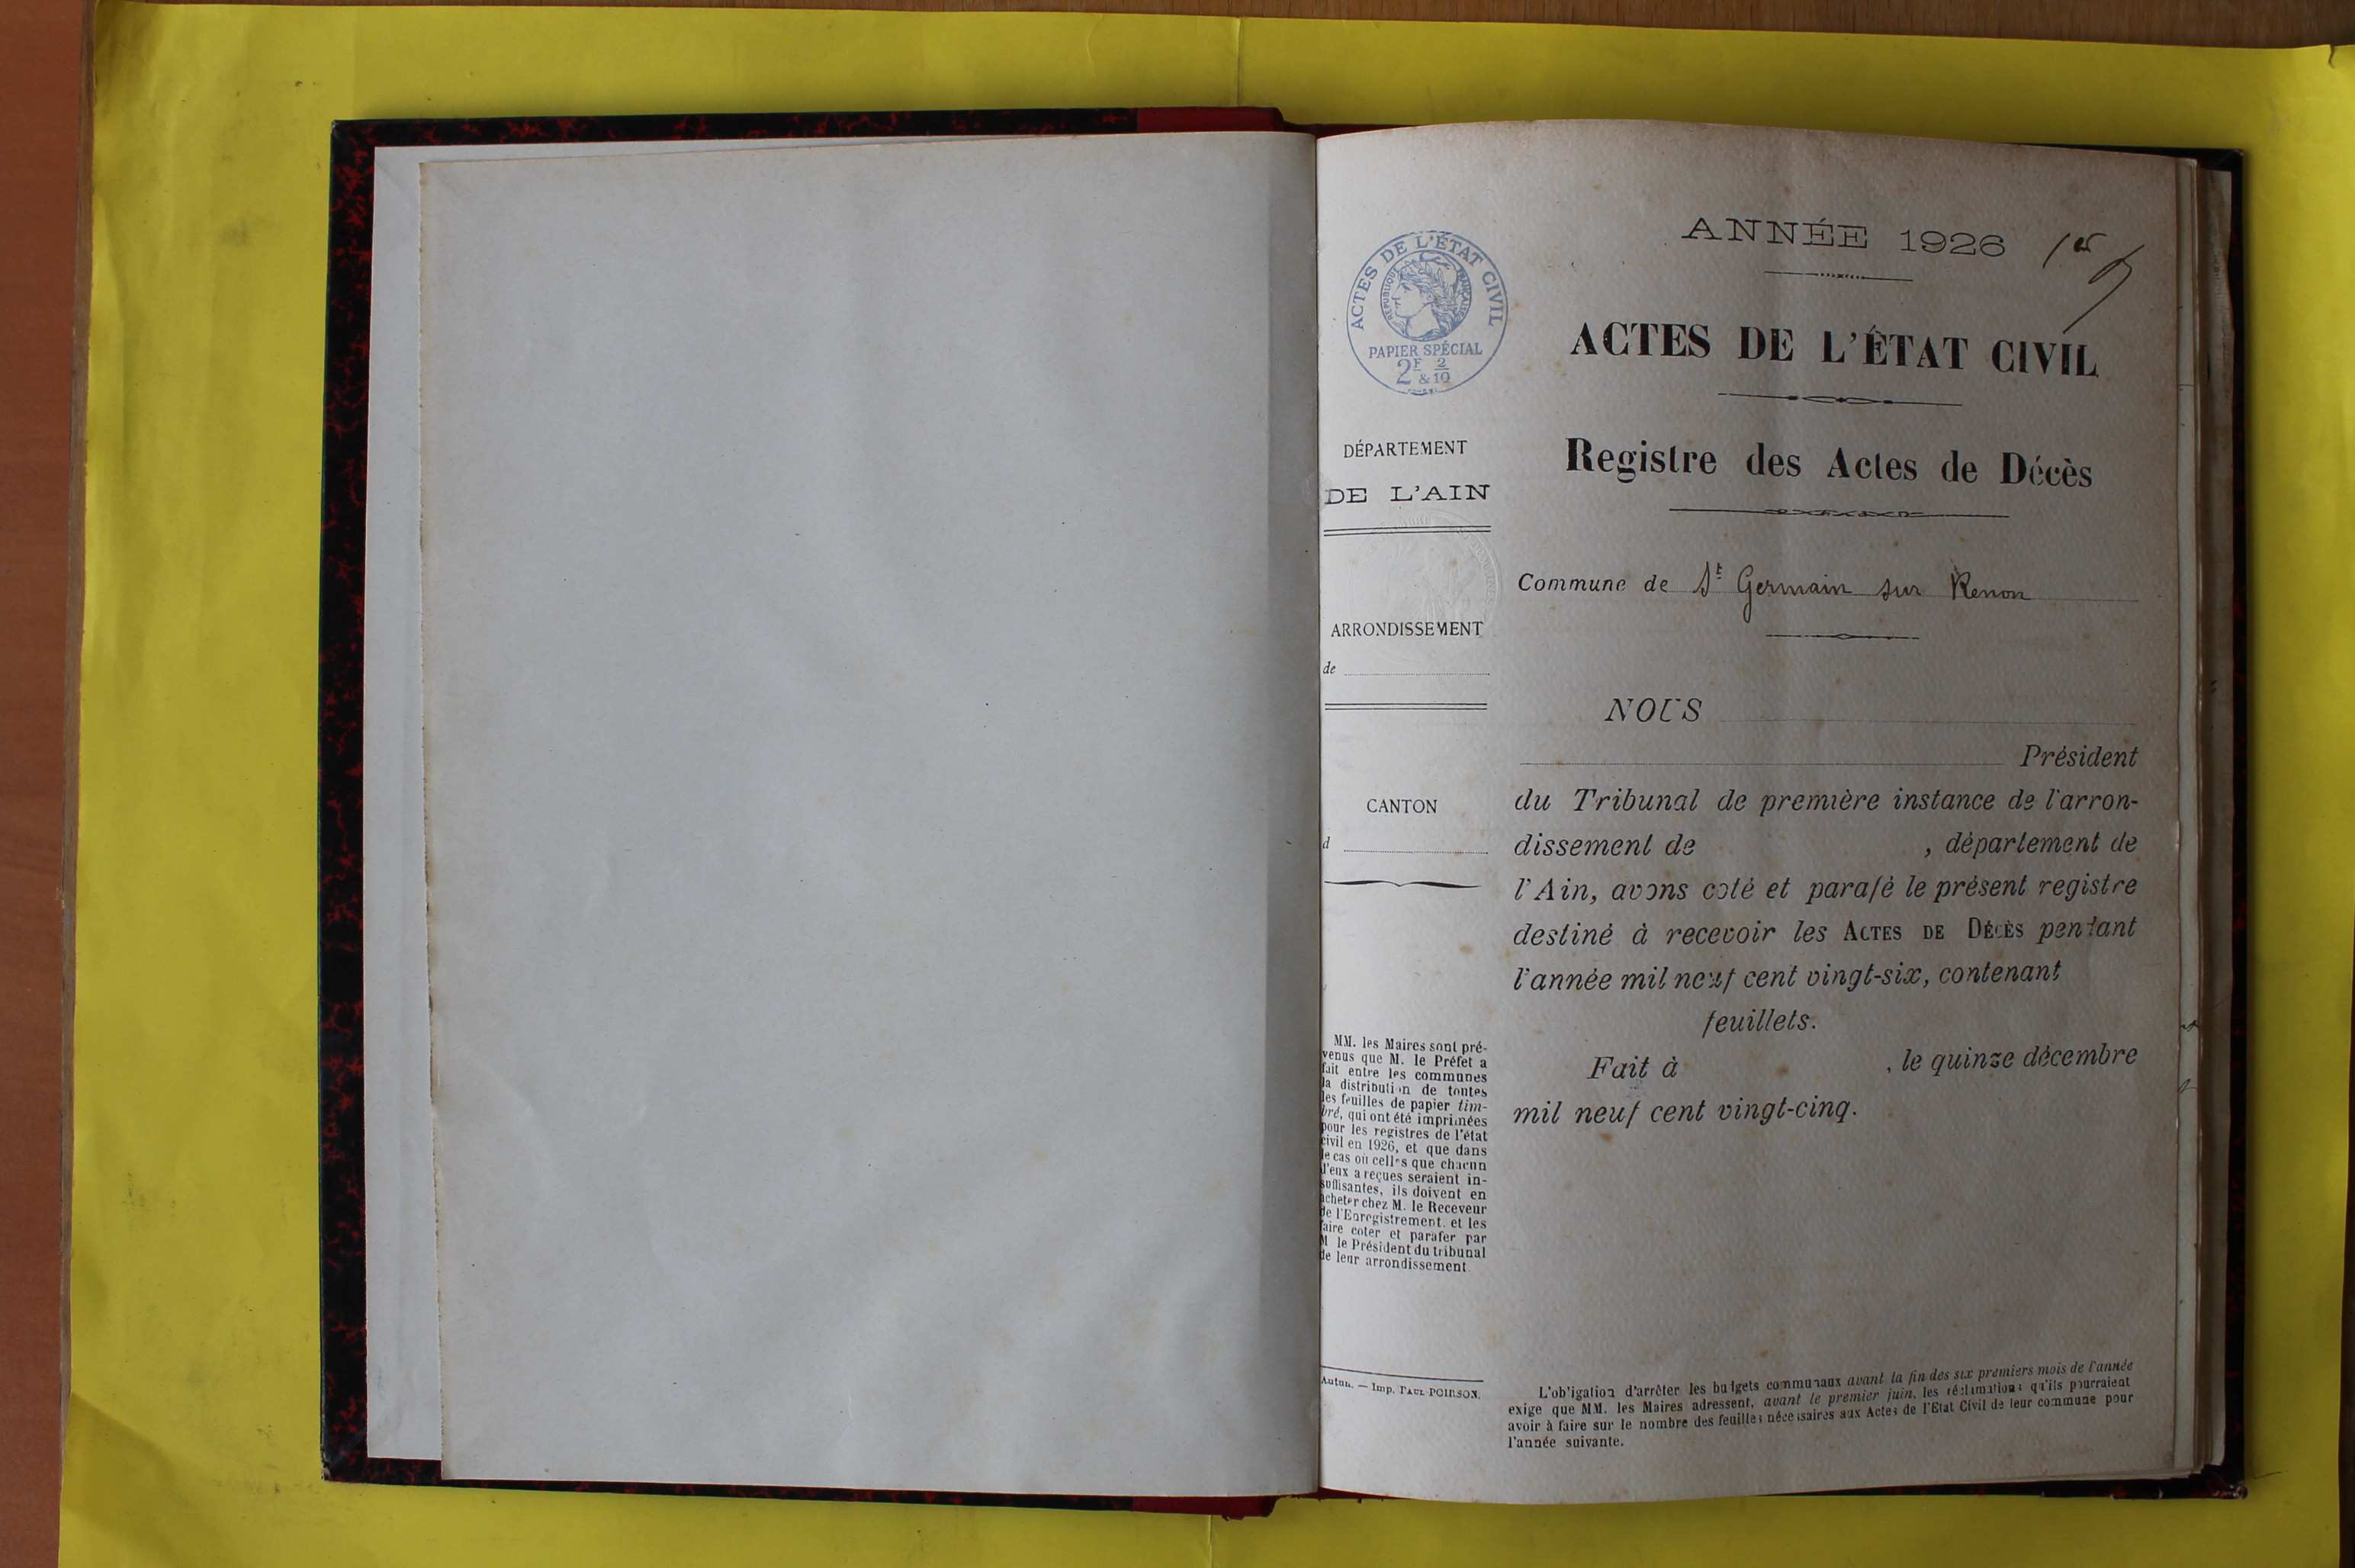 ACTES DE L'ÉTAT CIVIL
RÉPUBLIQUE FRANÇAISE
PAPIER SPÉCIAL
2F & 2/10
DÉPARTEMENT
DE L'AIN
ARRONDISSEMENT
de
CANTON
d
MM. les Maires sont pré-
venus que M. le Préfet a
fait entre les communes
la distribution de toutes
les feuilles de papier tim-
bré, qui ont été imprimées
pour les registres de l'état
civil en 1926, et que dans
le cas où celles que chacun
d'eux a reçues seraient in-
suffisantes, ils doivent en
acheter chez M. le Receveur
de l'Enregistrement. et les
faire coter et parafer par
M le Président du tribunal
de leur arrondissement.
Autun. — Imp. PAUL POIRSON.
ANNÉE 1926 1er
ACTES DE L'ÉTAT CIVIL
Registre des Actes de Décès
Commune de St Germain sur Renon
NOUS
Président
du Tribunal de première instance de l'arron-
dissement de , département de
l'Ain, avons coté et parafé le présent registre
destiné à recevoir les ACTES DE DÉCÈS pendant
l'année mil neuf cent vingt-six, contenant
feuillets.
Fait à , le quinze décembre
mil neuf cent vingt-cinq.
L'obligation d'arrêter les budgets communaux avant la fin des six premiers mois de l'année
exige que MM. les Maires adressent, avant le premier juin, les réclamations qu'ils pourraient
avoir à faire sur le nombre des feuilles nécessaires aux Actes de l'Etat Civil de leur commune pour
l'année suivante.